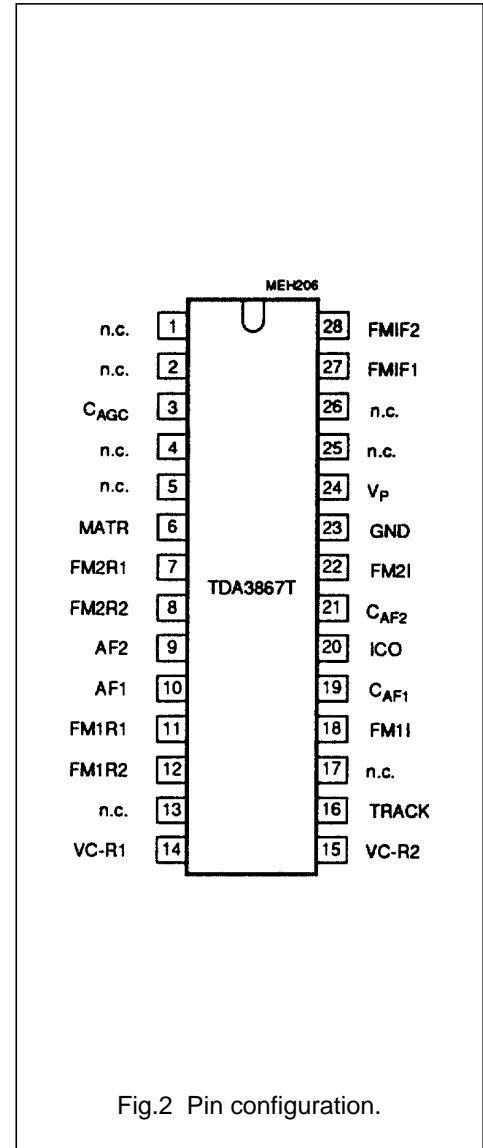 MEH206
n.c. 1 28 FMIF2
n.c. 2 27 FMIF1
CAGC 3 26 n.c.
n.c. 4 25 n.c.
n.c. 5 24 VP
MATR 6 23 GND
FM2R1 7 22 FM2I
TDA3867T
FM2R2 8 21 CAF2
AF2 9 20 ICO
AF1 10 19 CAF1
FM1R1 11 18 FM1I
FM1R2 12 17 n.c.
n.c. 13 16 TRACK
VC-R1 14 15 VC-R2
Fig.2 Pin configuration.